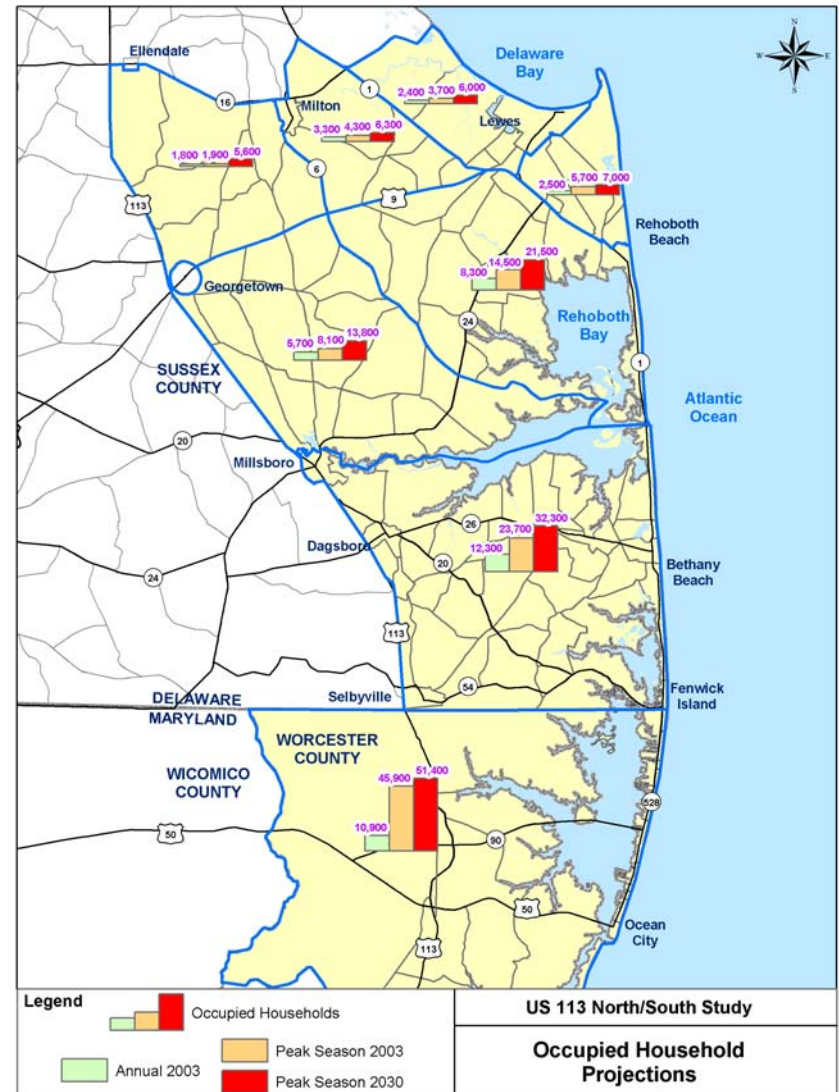 N
W E
S
Ellendale
Delaware
Bay
16
1
2,400 3,700 6,000
Milton
3,300 4,300 6,300
Lewes
1,800 1,900 5,600
6
2,500 5,700 7,000
113
9
Rehoboth
Beach
8,300 14,500 21,500
Georgetown
24
Rehoboth
Bay
5,700 8,100 13,800
SUSSEX
COUNTY
1
Atlantic
Ocean
20
Millsboro
12,300 23,700 32,300
26
Dagsboro
20
Bethany
Beach
24
113
54
Selbyville
Fenwick
Island
DELAWARE
MARYLAND
WORCESTER
COUNTY
WICOMICO
COUNTY
10,900 45,900 51,400
528
50
90
50
Ocean
City
113
Legend
Occupied Households
Annual 2003
Peak Season 2003
Peak Season 2030
US 113 North/South Study
Occupied Household
Projections